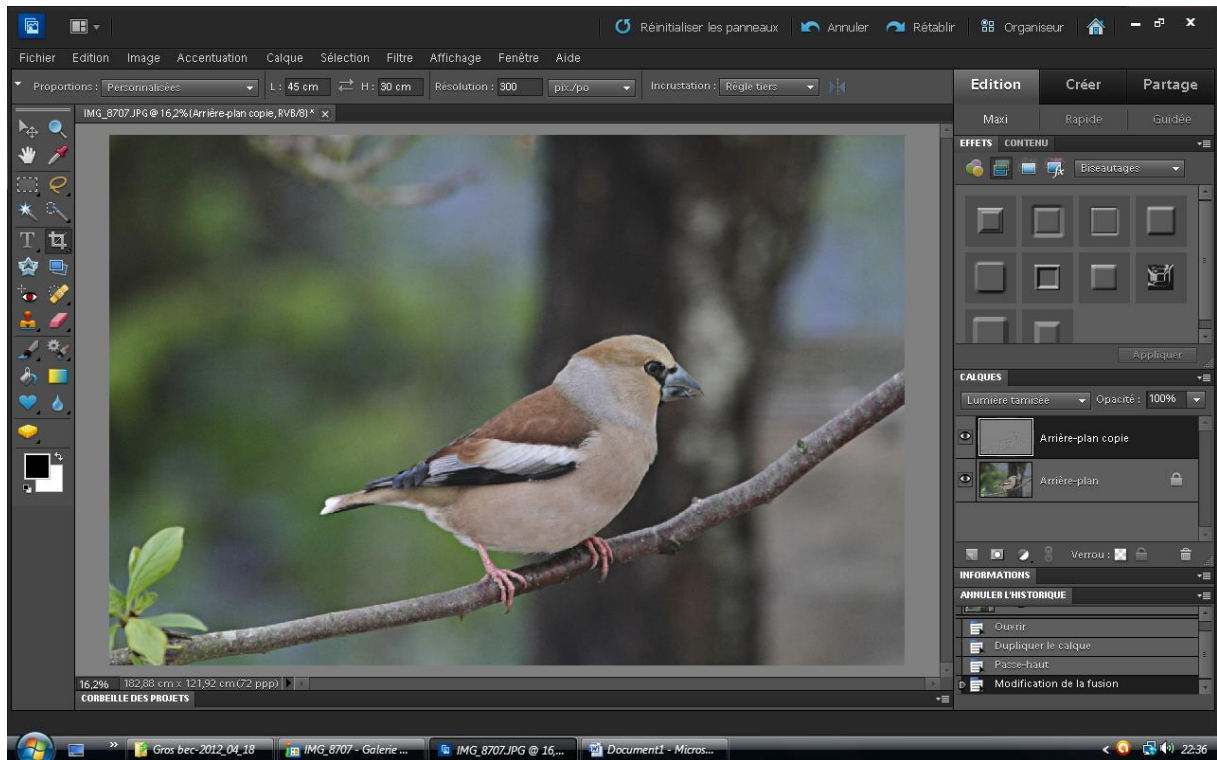 Réinitialiser les panneaux Annuler Rétablir Organiseur
Fichier Edition Image Accentuation Calque Sélection Filtre Affichage Fenêtre Aide
Proportions : Personnalisées L : 45 cm H : 30 cm Résolution : 300 pix./po Incrustation : Règle tiers
Edition Créer Partage
IMG_8707.JPG @ 16,2% (Arrière-plan copie, RVB/8) * x
Maxi Rapide Guidée
EFFETS CONTENU
Biseautages
Appliquer
CALQUES
Lumière tamisée Opacité : 100%
Arrière-plan copie
Arrière-plan
Verrou :
INFORMATIONS
ANNULER L'HISTORIQUE
Ouvrir
Dupliquer le calque
Passe-haut
Modification de la fusion
16,2% 182,88 cm x 121,92 cm (72 ppp)
CORBEILLE DES PROJETS
Gros bec-2012_04_18 IMG_8707 - Galerie ... IMG_8707.JPG @ 16,... Document1 - Micros... 22:36